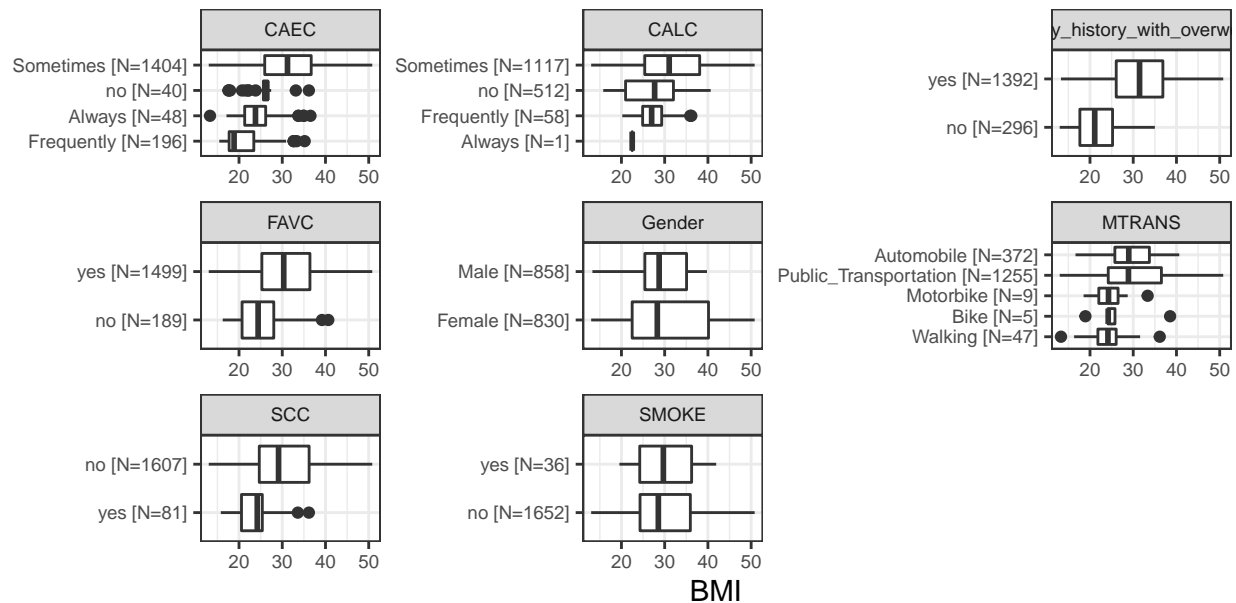 CAEC
Sometimes [N=1404]
no [N=40]
Always [N=48]
Frequently [N=196]
20 30 40 50
CALC
Sometimes [N=1117]
no [N=512]
Frequently [N=58]
Always [N=1]
20 30 40 50
y_history_with_overw
yes [N=1392]
no [N=296]
20 30 40 50
FAVC
yes [N=1499]
no [N=189]
20 30 40 50
Gender
Male [N=858]
Female [N=830]
20 30 40 50
MTRANS
Automobile [N=372]
Public_Transportation [N=1255]
Motorbike [N=9]
Bike [N=5]
Walking [N=47]
20 30 40 50
SCC
no [N=1607]
yes [N=81]
20 30 40 50
SMOKE
yes [N=36]
no [N=1652]
20 30 40 50
BMI